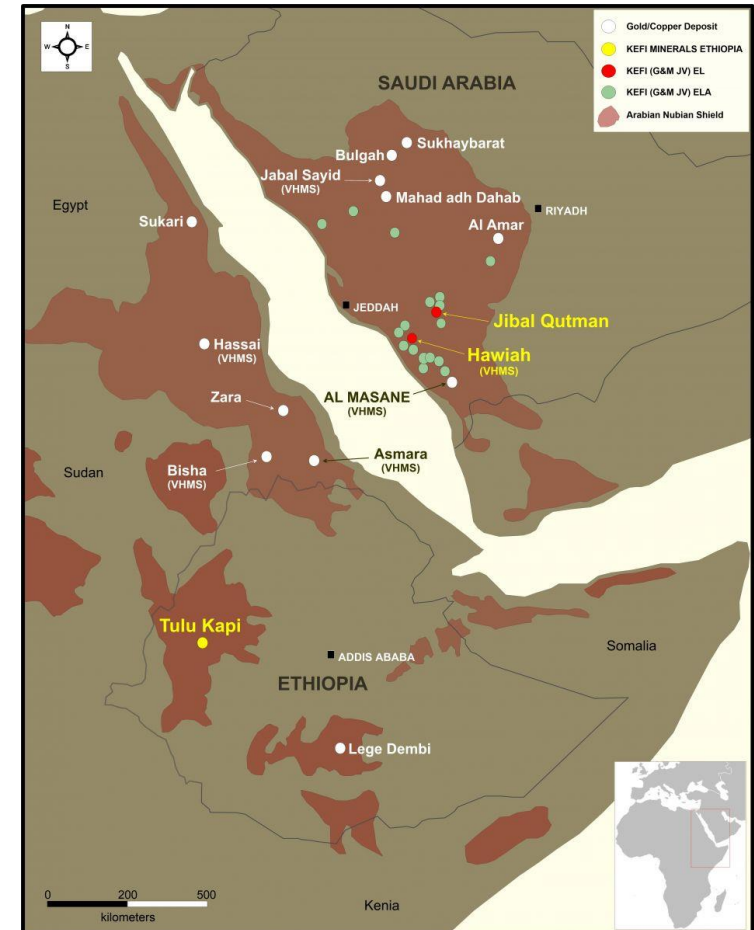 N
W E
S
Gold/Copper Deposit
KEFI MINERALS ETHIOPIA
KEFI (G&M JV) EL
KEFI (G&M JV) ELA
Arabian Nubian Shield
SAUDI ARABIA
Sukhaybarat
Bulgah
Jabal Sayid
(VHMS)
Mahad adh Dahab
Egypt
RIYADH
Sukari
Al Amar
JEDDAH
Jibal Qutman
Hassai
(VHMS)
Hawiah
(VHMS)
Zara
AL MASANE
(VHMS)
Asmara
(VHMS)
Bisha
(VHMS)
Sudan
Tulu Kapi
ADDIS ABABA
Somalia
ETHIOPIA
Lege Dembi
0 200 500
kilometers
Kenia